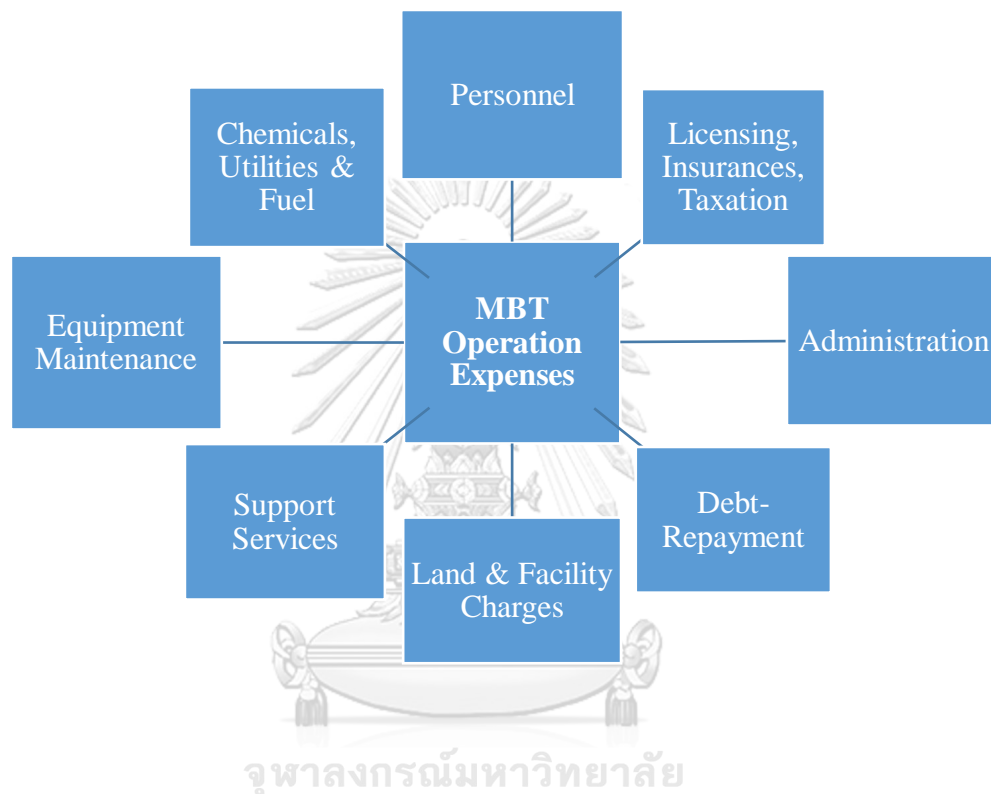 Personnel
Chemicals,
Utilities &
Fuel
Licensing,
Insurances,
Taxation
Equipment
Maintenance
MBT
Operation
Expenses
Administration
Support
Services
Land & Facility
Charges
Debt-
Repayment
จุฬาลงกรณ์มหาวิทยาลัย